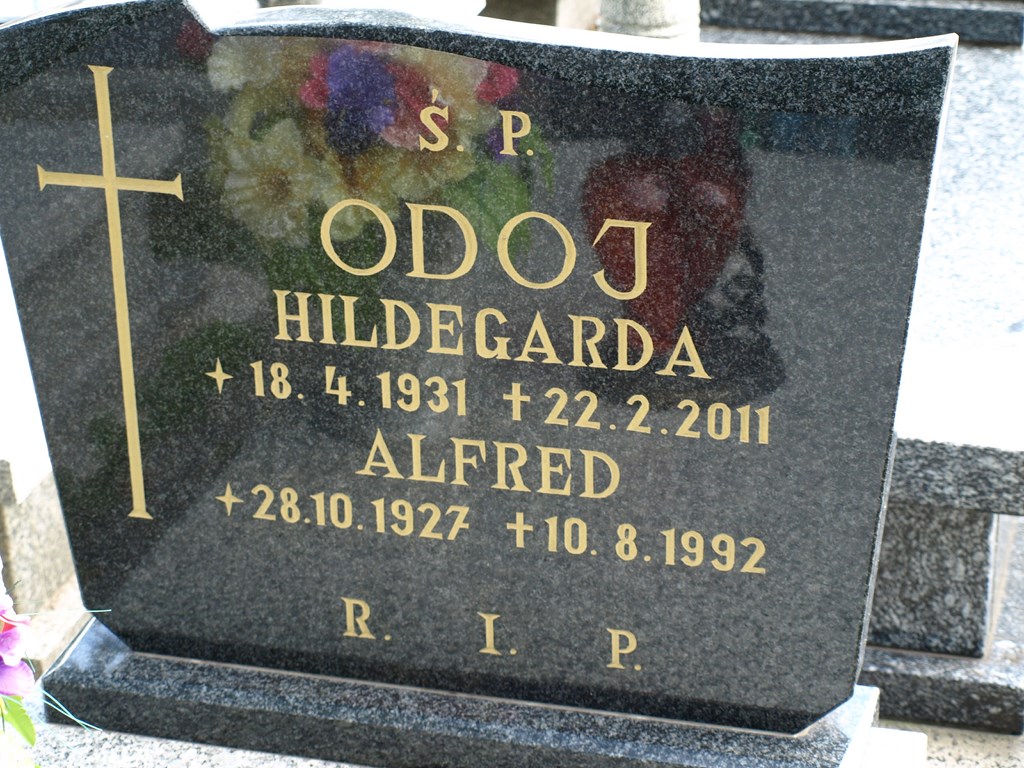 Ś. P.
ODOJ
HILDEGARDA
✦ 18. 4. 1931 ✝ 22.2.2011
ALFRED
✦ 28.10.1927 ✝ 10.8.1992
R. I. P.